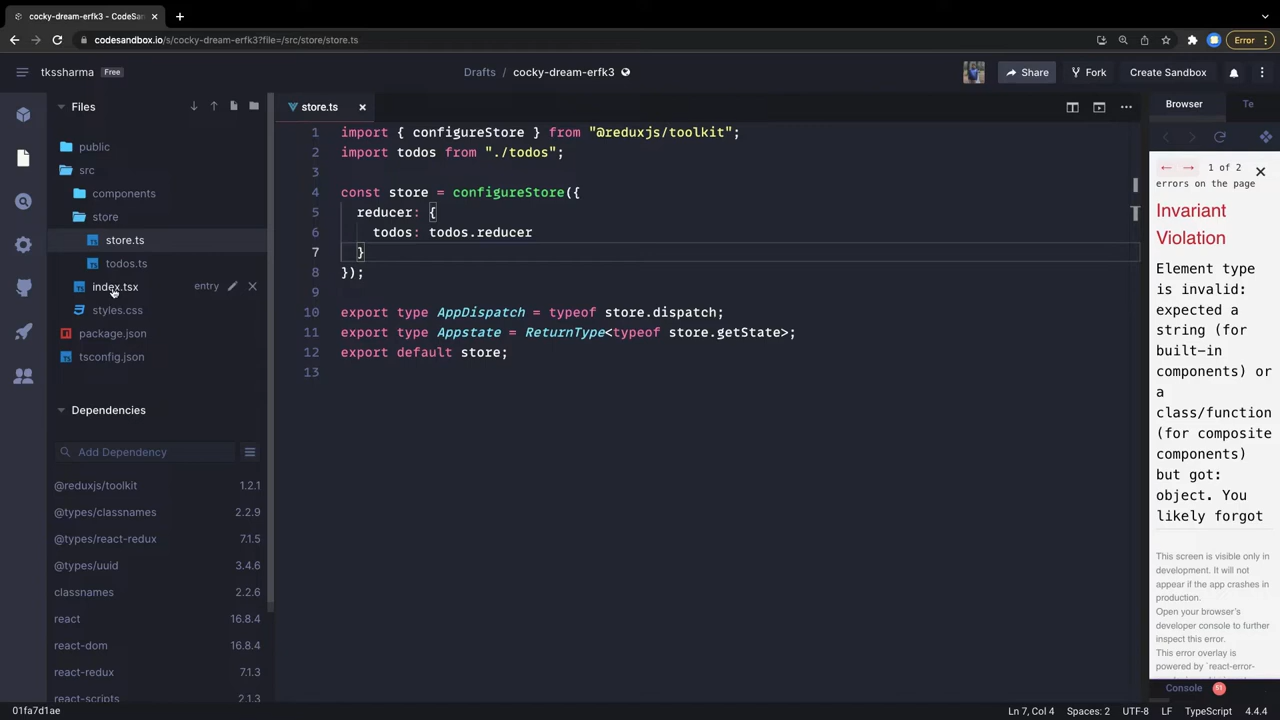 cocky-dream-erfk3 - CodeSan
codesandbox.io/s/cocky-dream-erfk3?file=/src/store/store.ts
Error
tkssharma Free
Drafts / cocky-dream-erfk3
Share
Fork
Create Sandbox
Files
public
src
components
store
store.ts
todos.ts
index.tsx entry
styles.css
package.json
tsconfig.json
Dependencies
Add Dependency
@reduxjs/toolkit 1.2.1
@types/classnames 2.2.9
@types/react-redux 7.1.5
@types/uuid 3.4.6
classnames 2.2.6
react 16.8.4
react-dom 16.8.4
react-redux 7.1.3
react-scripts 2.1.3
store.ts
1 import { configureStore } from "@reduxjs/toolkit";
2 import todos from "./todos";
3
4 const store = configureStore({
5 reducer: {
6 todos: todos.reducer
7 }
8 });
9
10 export type AppDispatch = typeof store.dispatch;
11 export type Appstate = ReturnType<typeof store.getState>;
12 export default store;
13
Browser Te
1 of 2
errors on the page
Invariant
Violation
Element type
is invalid:
expected a
string (for
built-in
components) or
a
class/function
(for composite
components)
but got:
object. You
likely forgot
This screen is visible only in
development. It will not
appear if the app crashes in
production.
Open your browser's
developer console to further
inspect this error.
This error overlay is
powered by `react-error-
Console 51
01fa7d1ae
Ln 7, Col 4 Spaces: 2 UTF-8 LF TypeScript 4.4.4